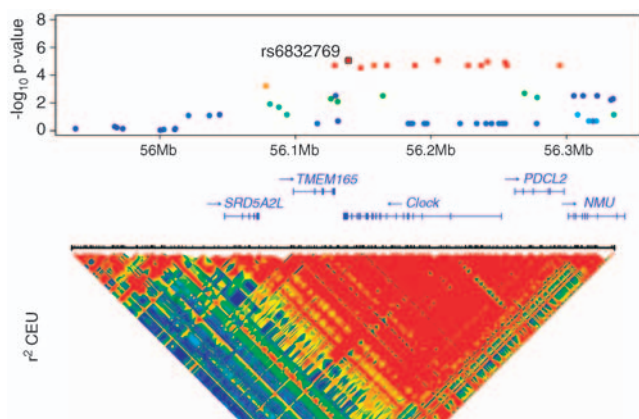 8
rs6832769
6
4
2
0
-log10 p-value
56Mb
56.1Mb
56.2Mb
56.3Mb
TMEM165
PDCL2
SRD5A2L
Clock
NMU
r² CEU